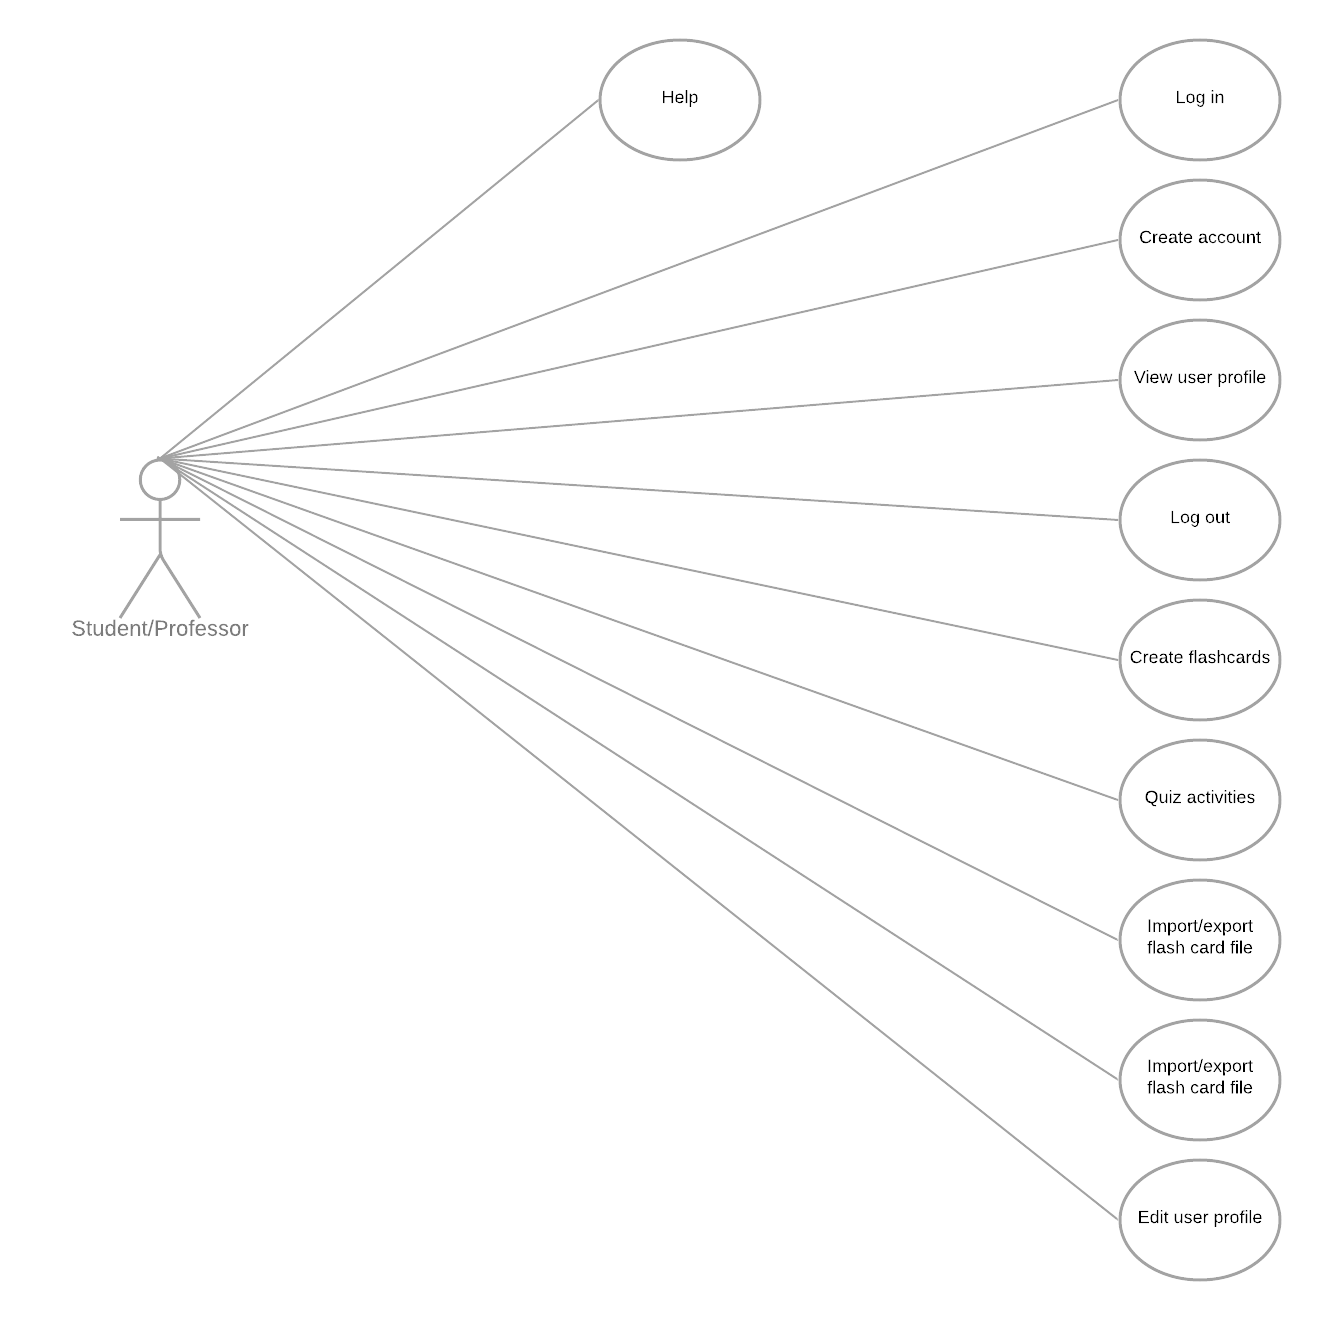 Help
Log in
Create account
View user profile
Log out
Student/Professor
Create flashcards
Quiz activities
Import/export
flash card file
Import/export
flash card file
Edit user profile